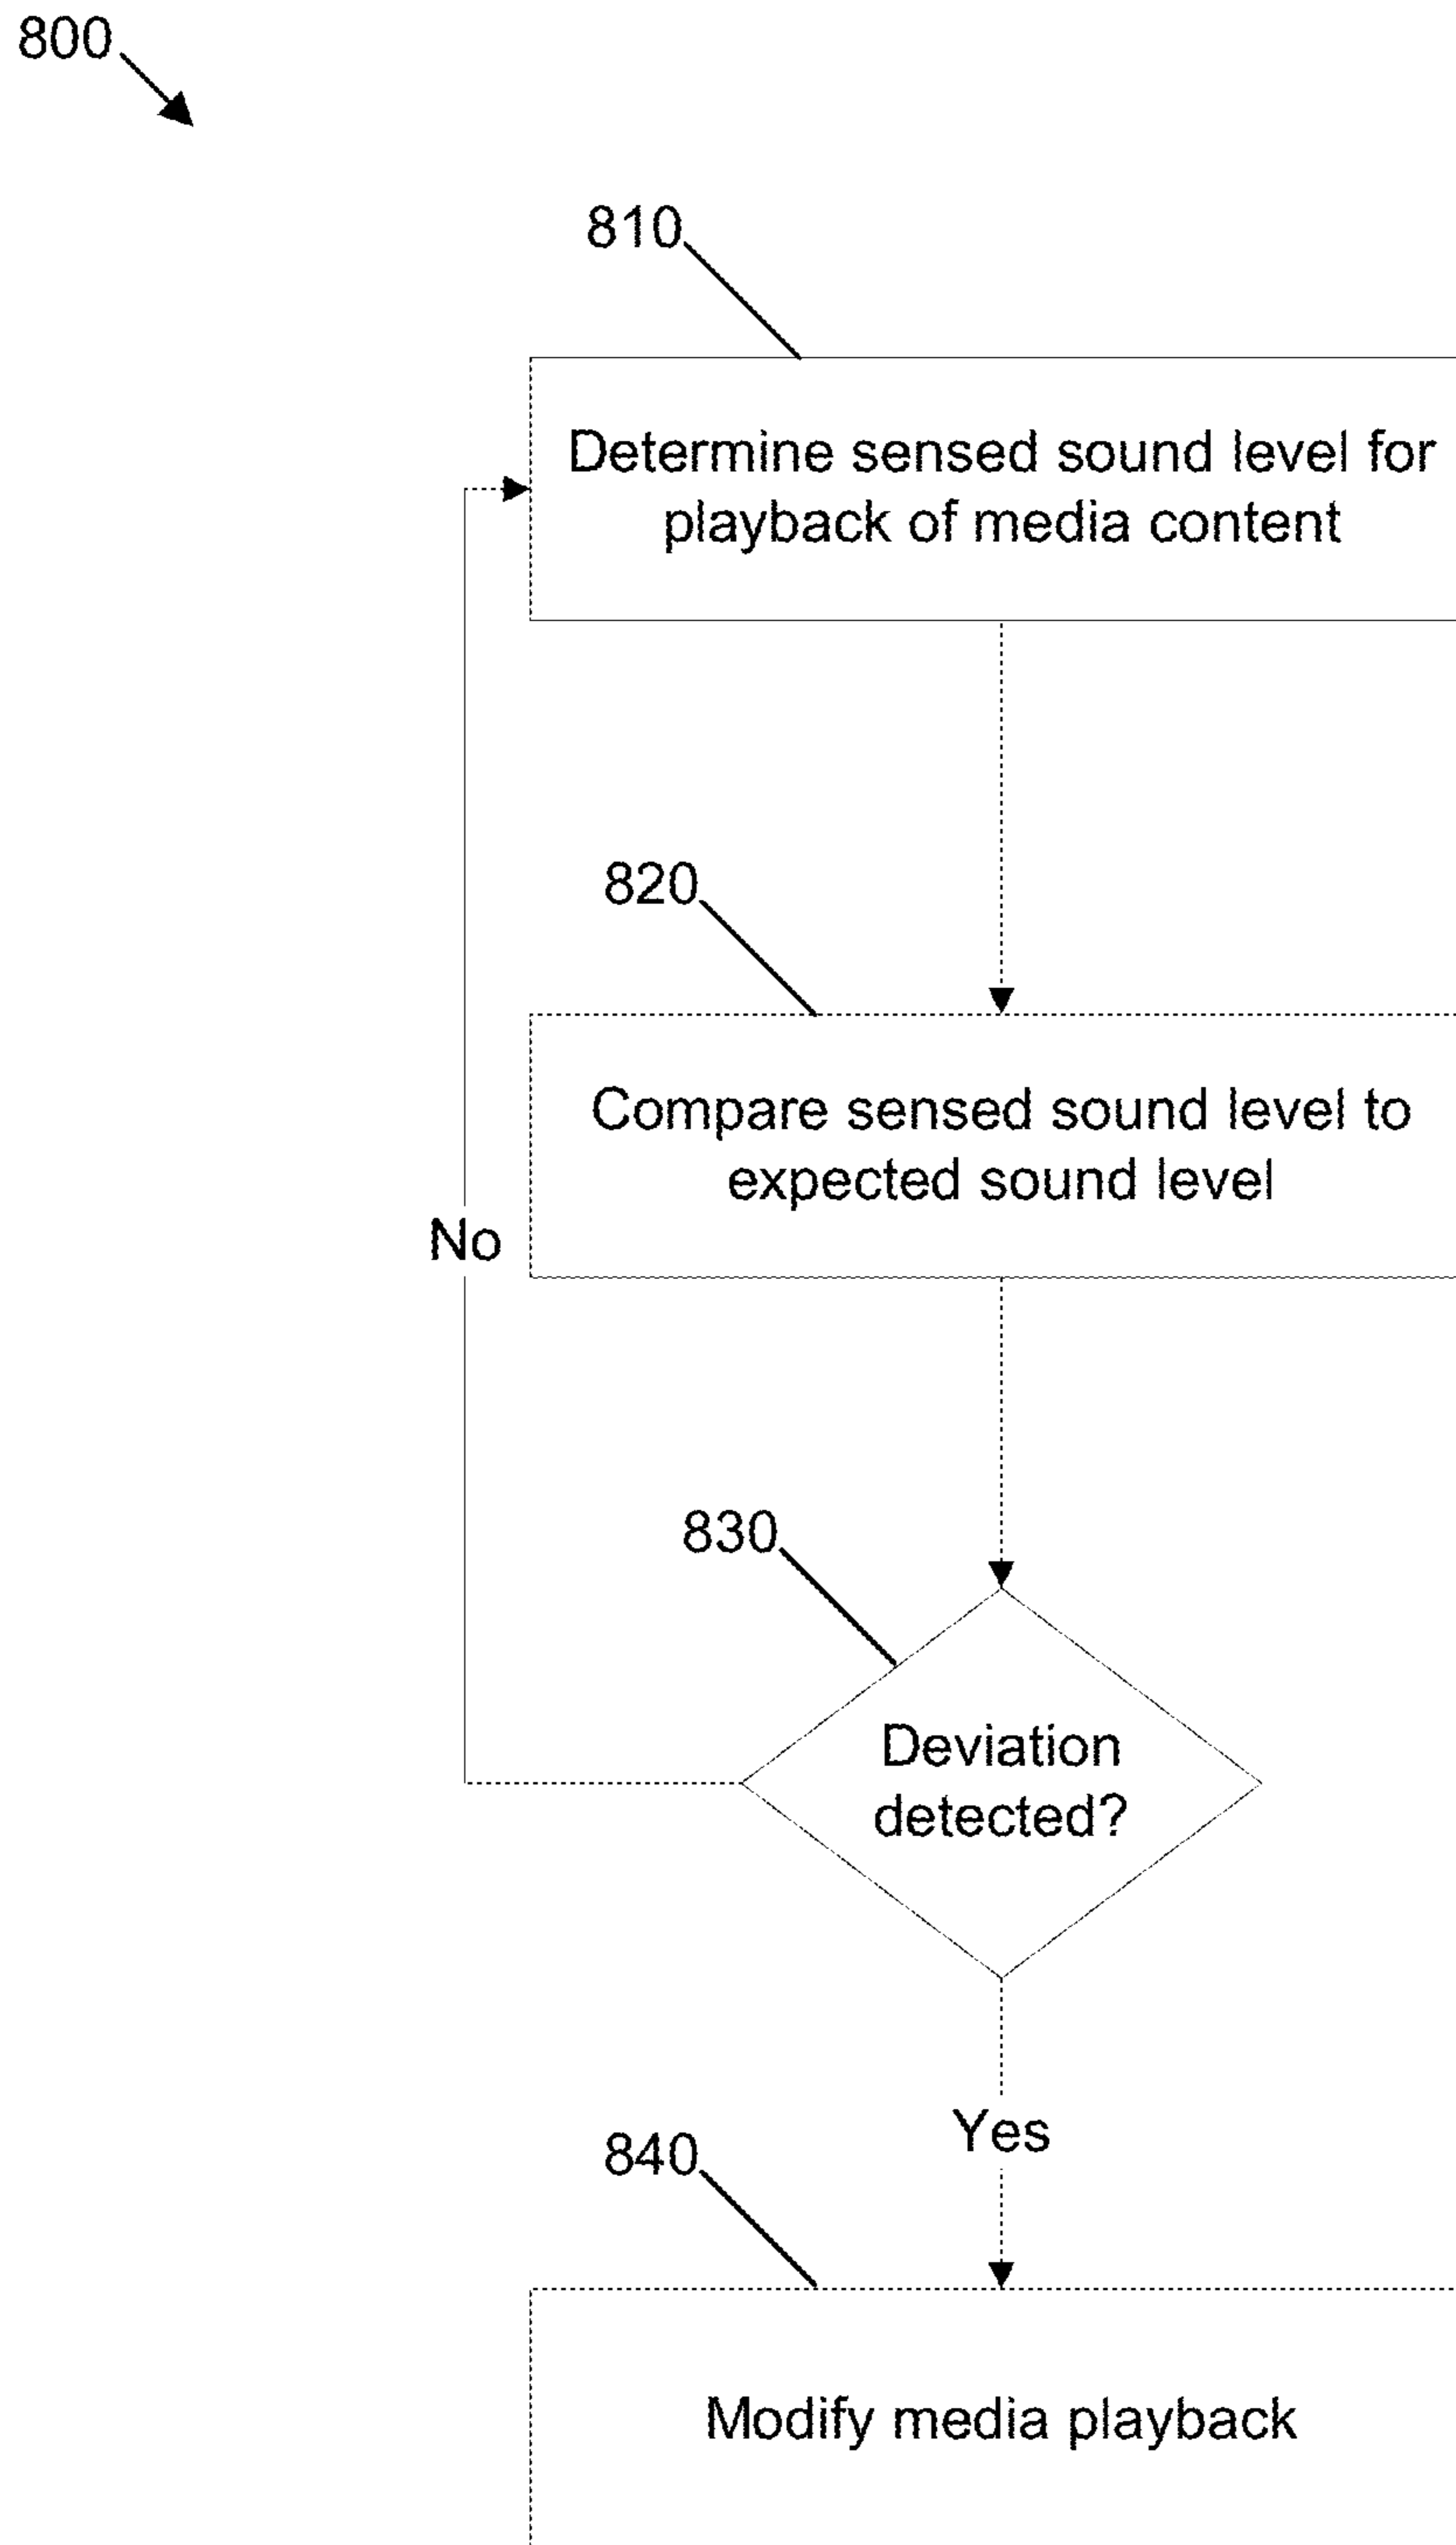 800
810
Determine sensed sound level for
playback of media content
820
Compare sensed sound level to
expected sound level
No
830
Deviation
detected?
Yes
840
Modify media playback